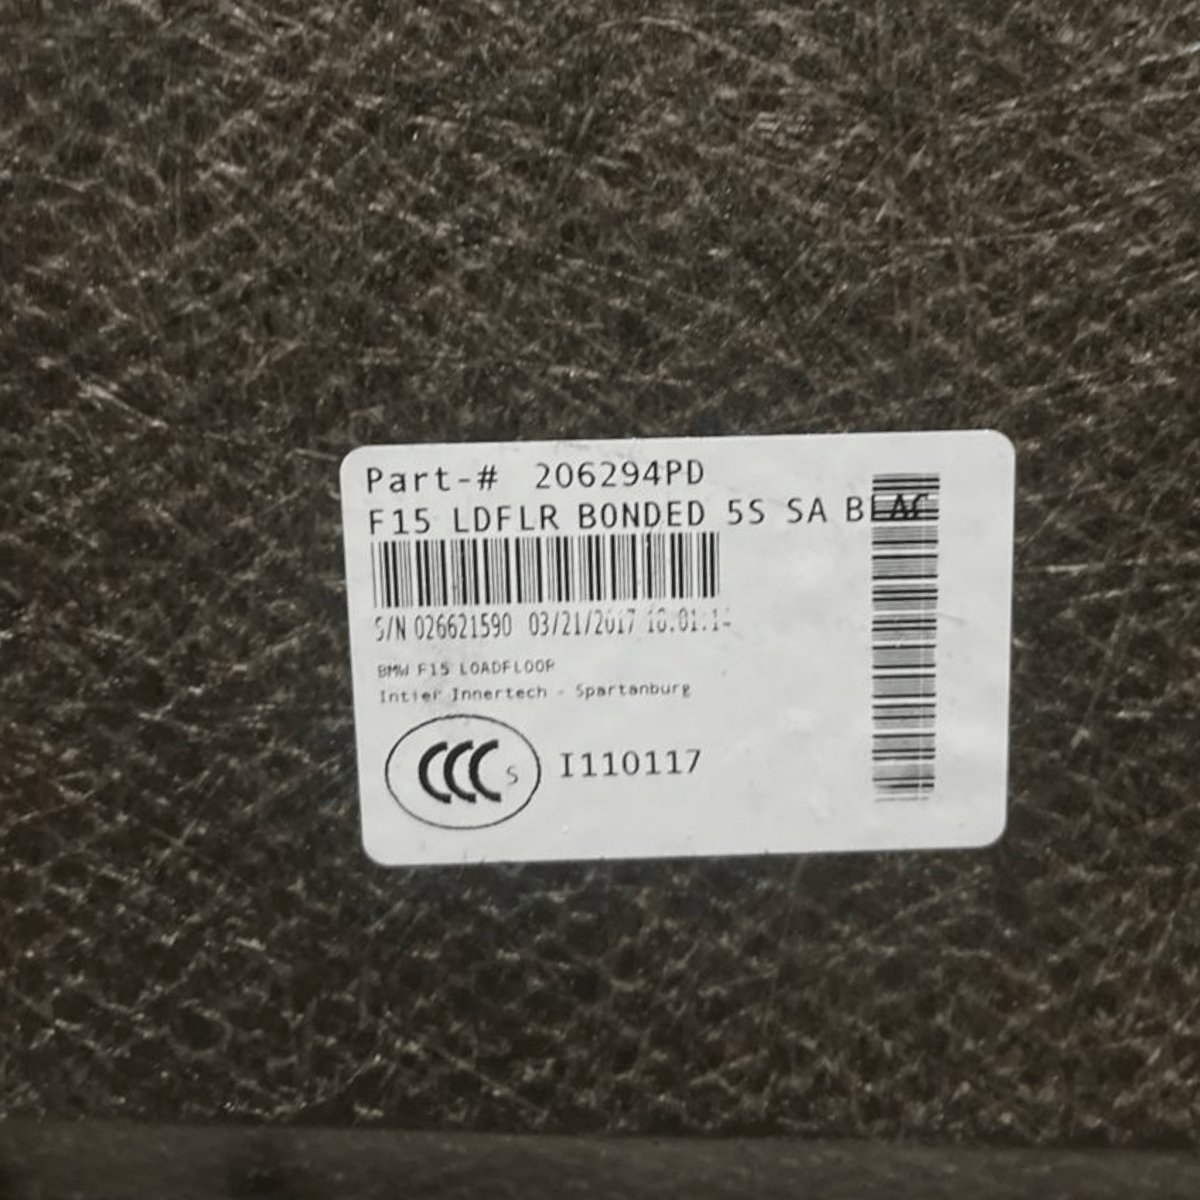 Part-# 206294PD
F15 LDFLR BONDED 5S SA BLAC
S/N 026621590 03/21/2017
BMW F15 LOADFLOOR
Intier Innertech - Spartanburg
CCC S I110117